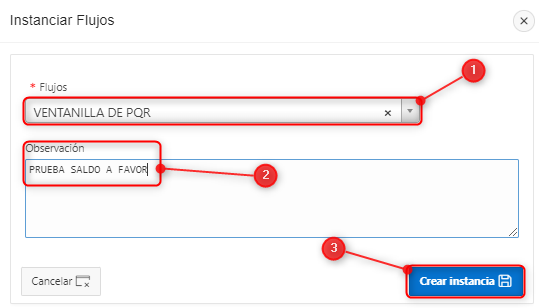 Instanciar Flujos
1
* Flujos
VENTANILLA DE PQR
Observación
PRUEBA SALDO A FAVOR
2
3
Cancelar
Crear instancia